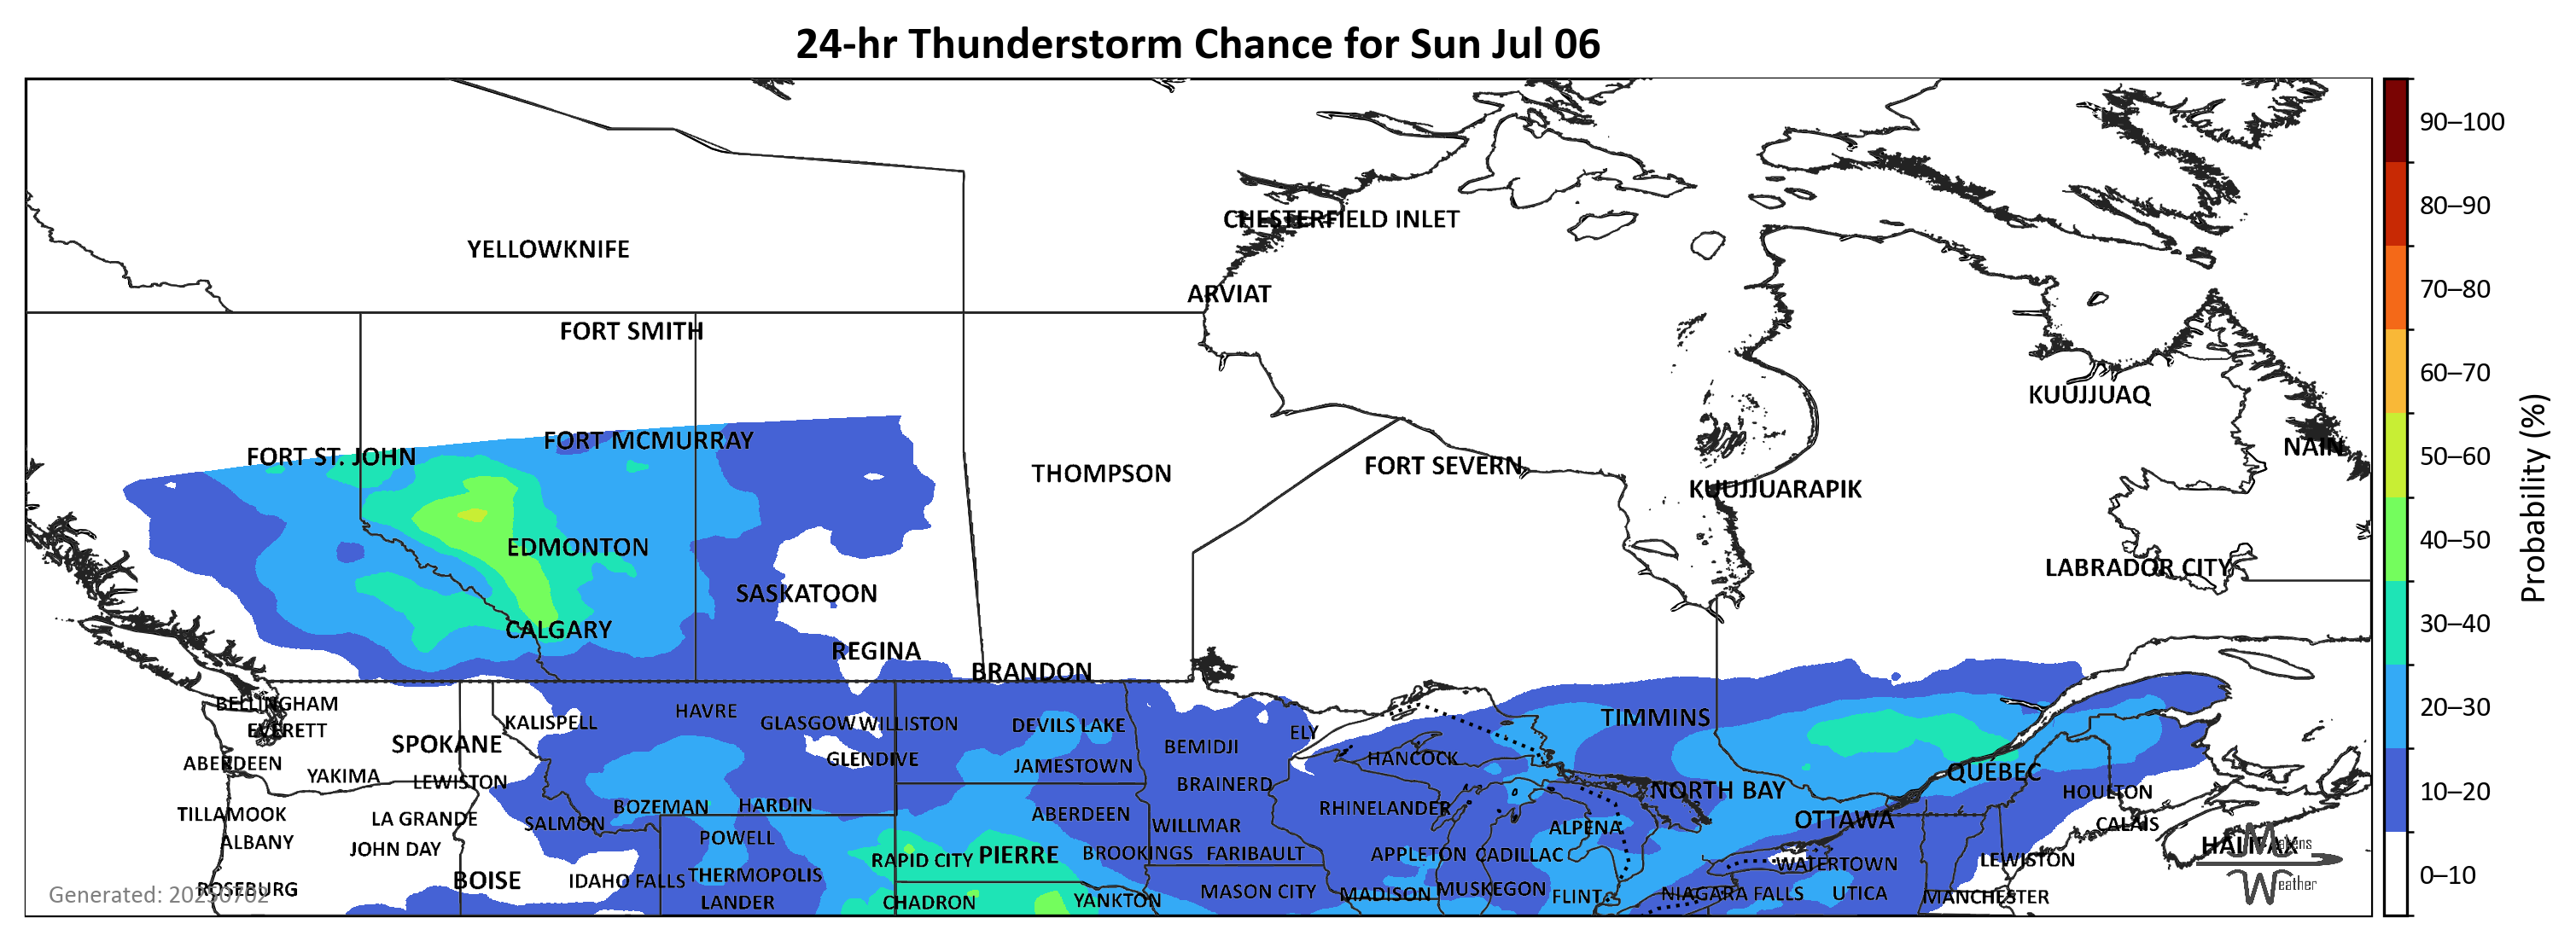 24-hr Thunderstorm Chance for Sun Jul 06
90–100
80–90
CHESTERFIELD INLET
YELLOWKNIFE
70–80
ARVIAT
FORT SMITH
60–70
KUUJJUAQ
FORT MCMURRAY
NAIN
50–60
FORT ST. JOHN
FORT SEVERN
THOMPSON
KUUJJUARAPIK
Probability (%)
40–50
EDMONTON
LABRADOR CITY
SASKATOON
30–40
CALGARY
REGINA
BRANDON
BELLINGHAM
20–30
HAVRE
TIMMINS
KALISPELL
GLASGOW
WILLISTON
DEVILS LAKE
EVERETT
ELY
SPOKANE
BEMIDJI
HANCOCK
GLENDIVE
ABERDEEN
JAMESTOWN
QUÉBEC
YAKIMA
LEWISTON
BRAINERD
NORTH BAY
HOULTON
10–20
BOZEMAN
HARDIN
RHINELANDER
TILLAMOOK
ABERDEEN
LA GRANDE
SALMON
WILLMAR
ALPENA
OTTAWA
CALAIS
POWELL
ALBANY
HALIFAX
Matens
JOHN DAY
RAPID CITY
PIERRE
BROOKINGS
FARIBAULT
APPLETON
CADILLAC
LEWISTON
WATERTOWN
THERMOPOLIS
0–10
BOISE
IDAHO FALLS
Weather
ROSEBURG
Generated: 20250702
MASON CITY
MADISON
MUSKEGON
FLINT
NIAGARA FALLS
UTICA
MANCHESTER
LANDER
CHADRON
YANKTON